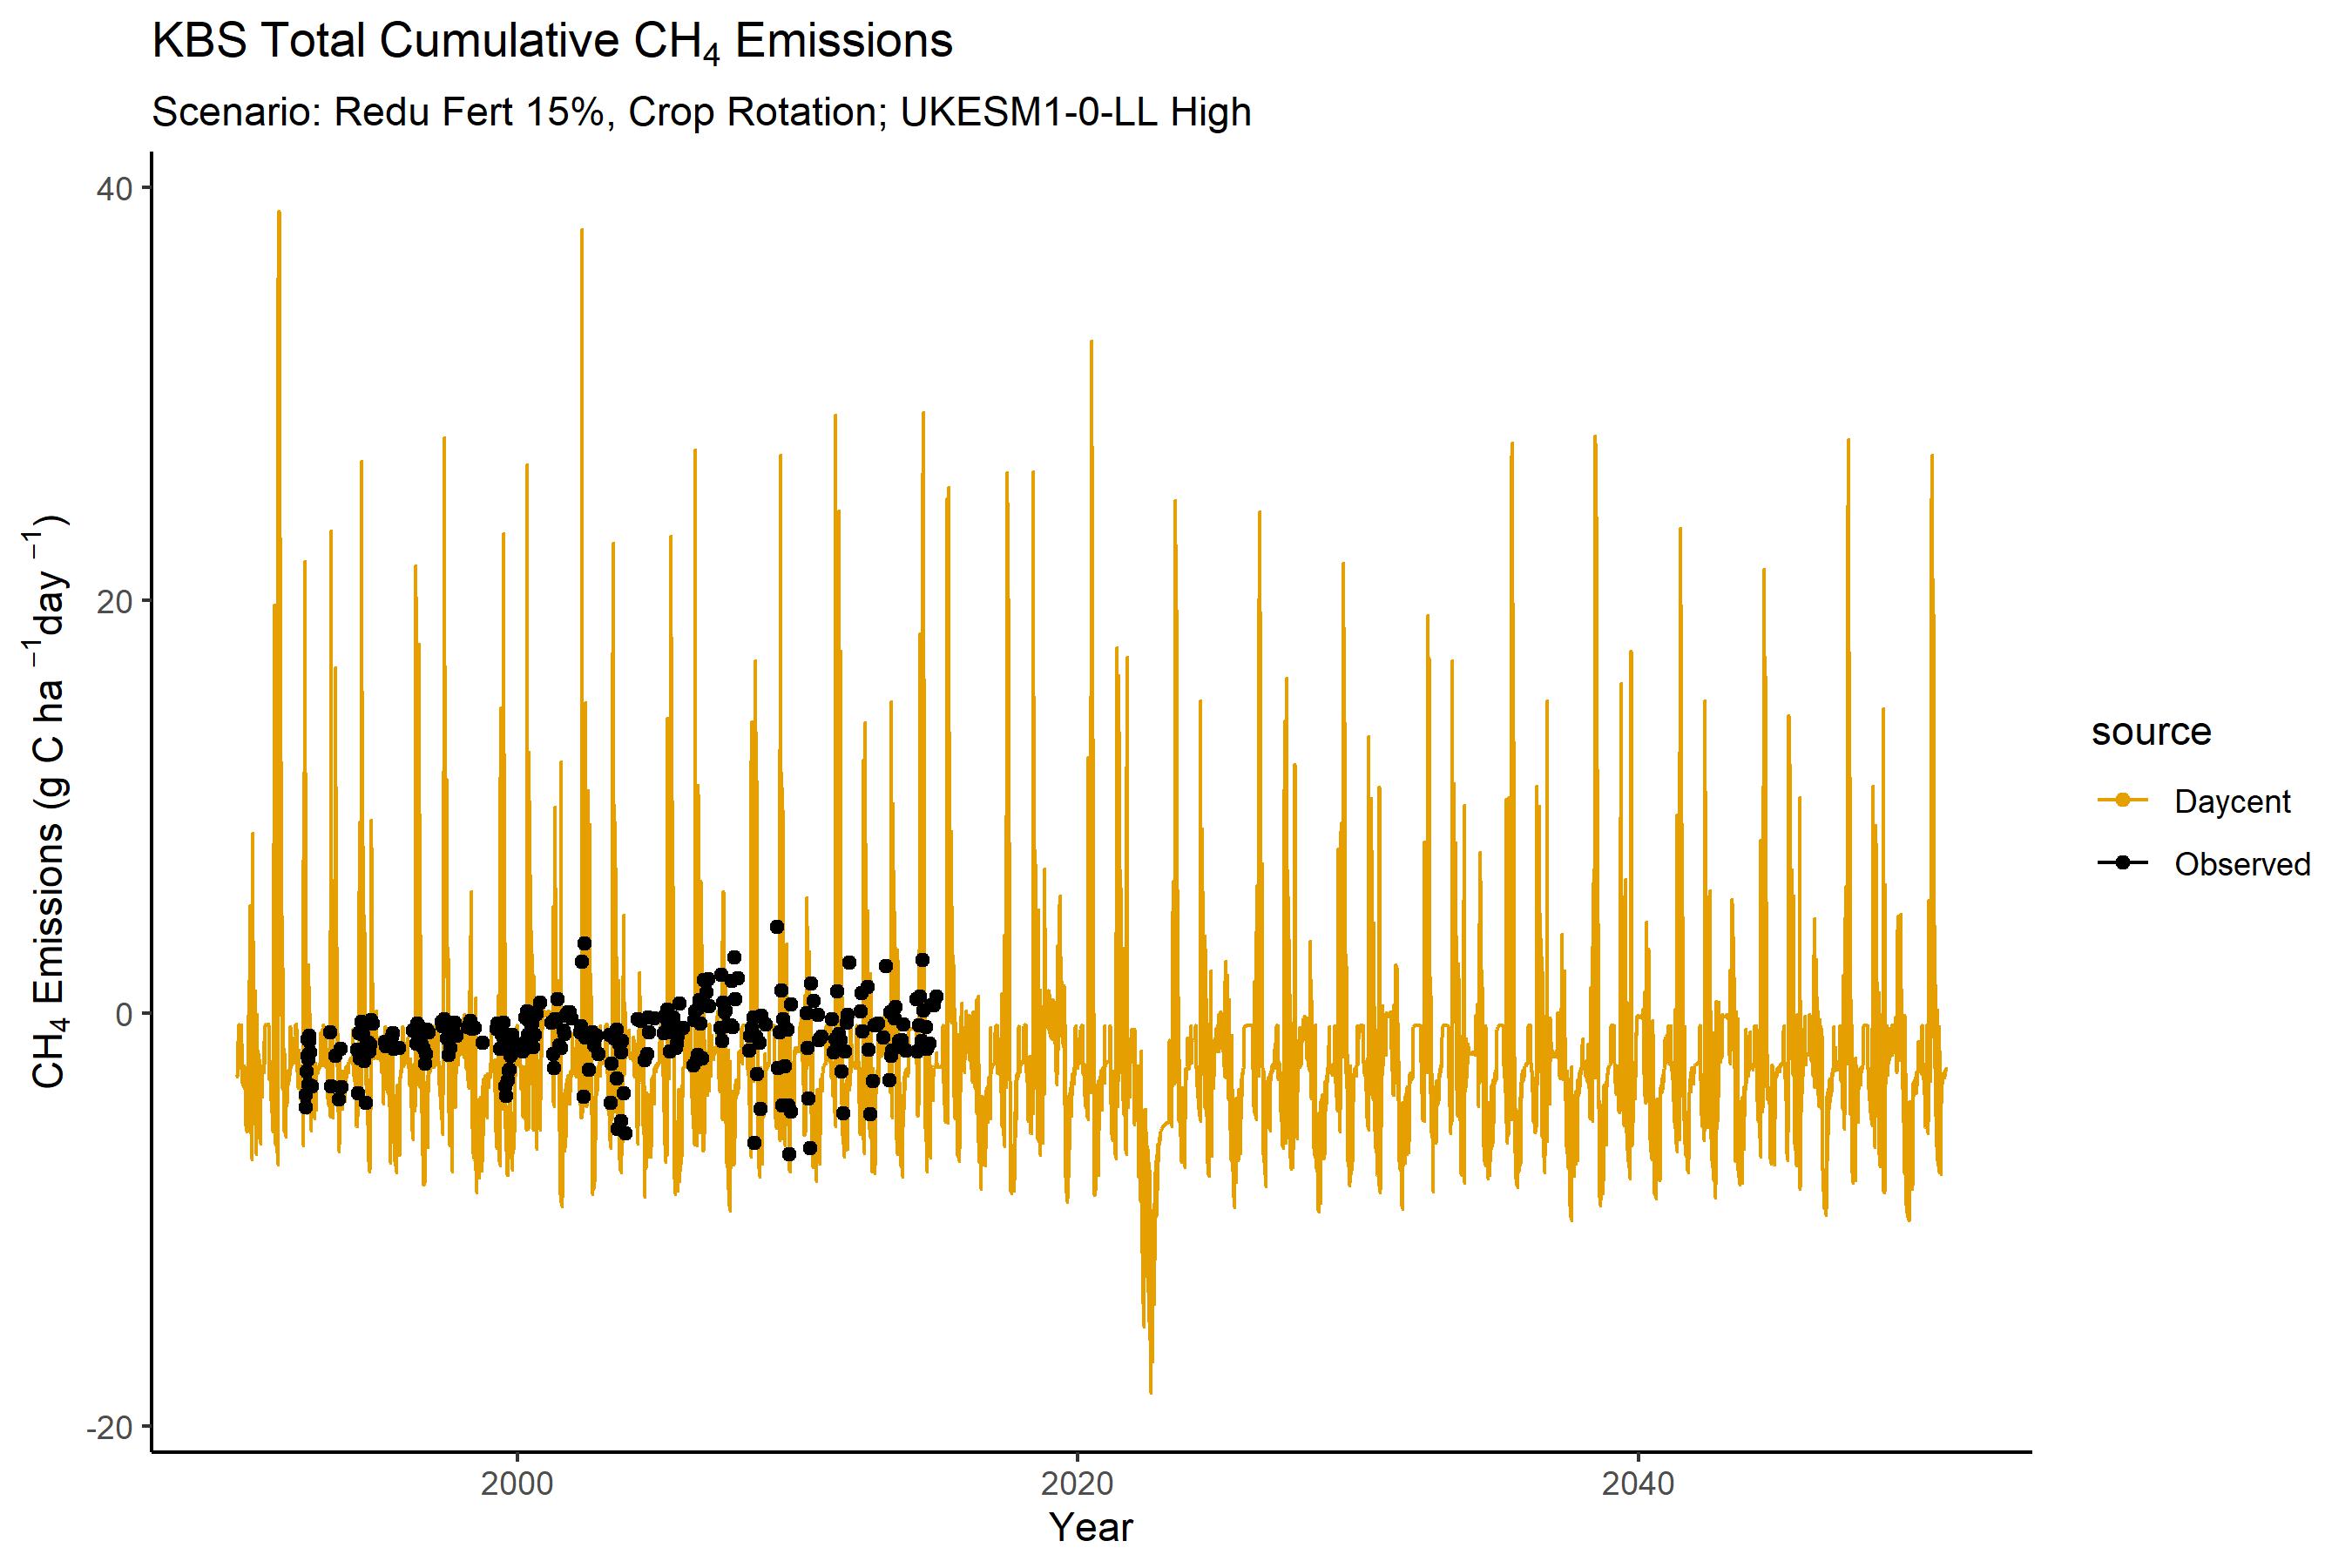 KBS Total Cumulative CH₄ Emissions
Scenario: Redu Fert 15%, Crop Rotation; UKESM1-0-LL High
CH₄ Emissions (g C ha ⁻¹day ⁻¹)
40
20
0
-20
2000 2020 2040
Year
source
Daycent
Observed